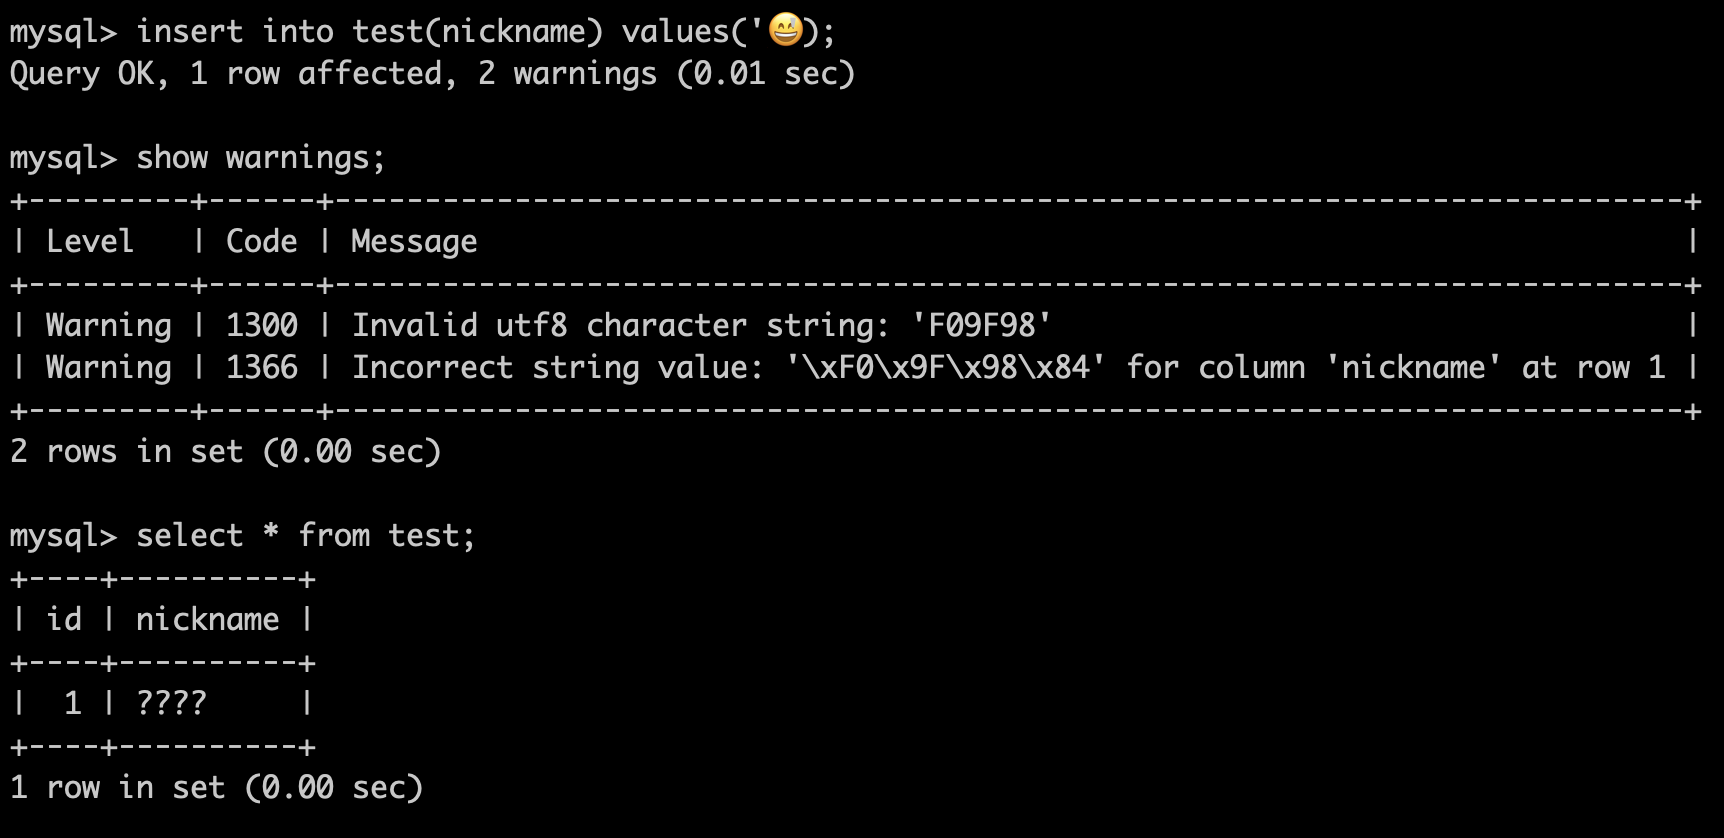 mysql> insert into test(nickname) values('😅);
Query OK, 1 row affected, 2 warnings (0.01 sec)

mysql> show warnings;
+---------+------+---------------------------------------------------------------------------+
| Level   | Code | Message                                                                   |
+---------+------+---------------------------------------------------------------------------+
| Warning | 1300 | Invalid utf8 character string: 'F09F98'                                   |
| Warning | 1366 | Incorrect string value: '\xF0\x9F\x98\x84' for column 'nickname' at row 1 |
+---------+------+---------------------------------------------------------------------------+
2 rows in set (0.00 sec)

mysql> select * from test;
+----+----------+
| id | nickname |
+----+----------+
|  1 | ????     |
+----+----------+
1 row in set (0.00 sec)